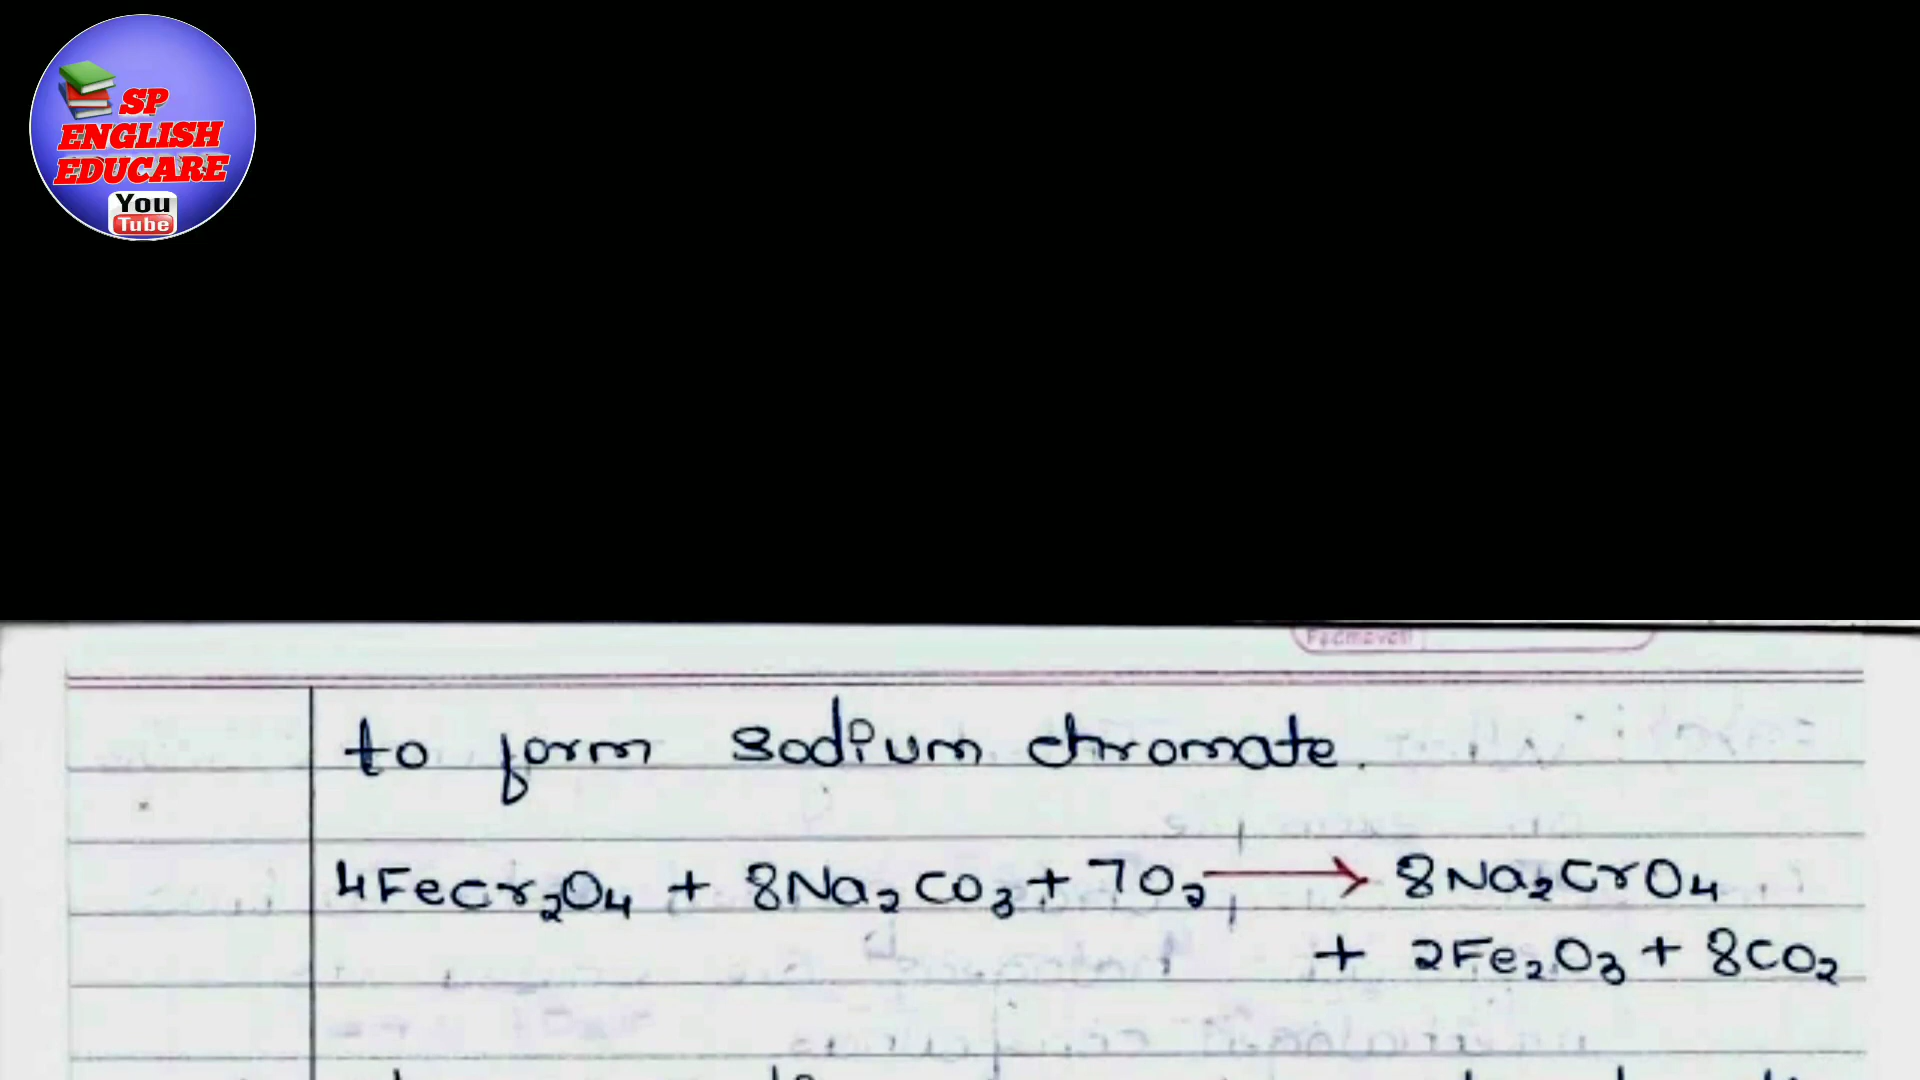 SP
ENGLISH
EDUCARE
You
Tube
to form sodium chromate.
4FeCr₂O₄ + 8Na₂CO₃ + 7O₂ ⟶ 8Na₂CrO₄
+ 2Fe₂O₃ + 8CO₂